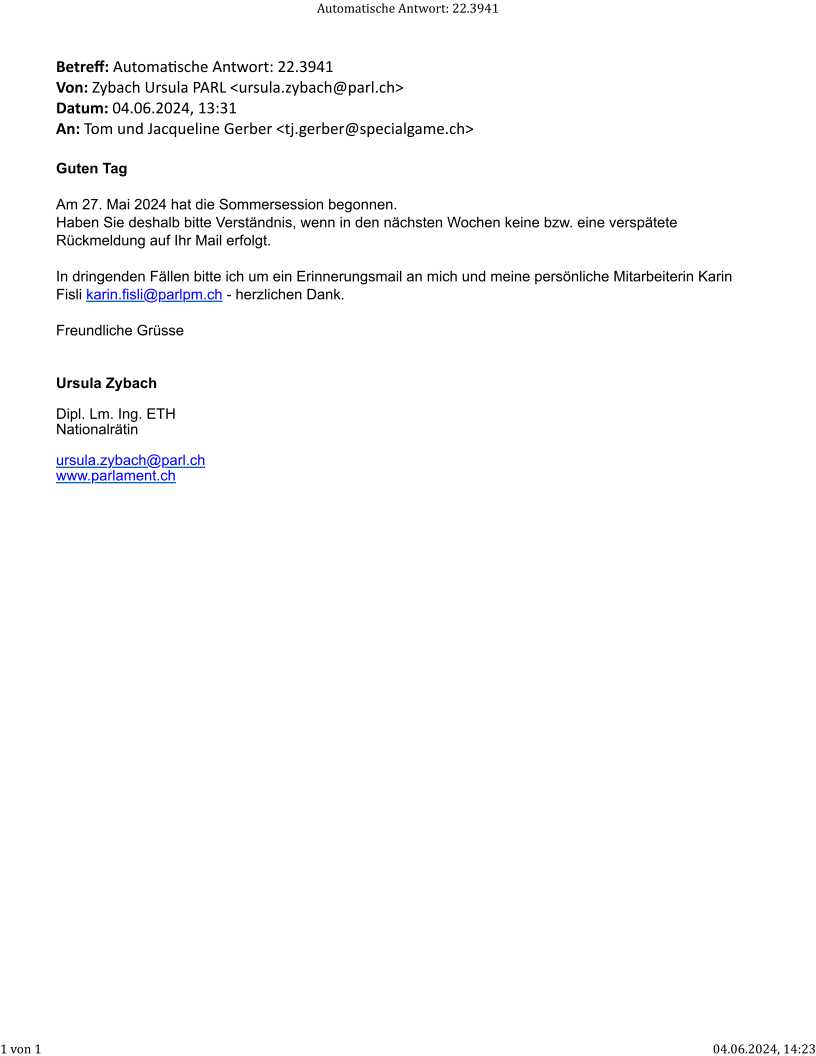 Automatische Antwort: 22.3941
Betreff: Automatische Antwort: 22.3941
Von: Zybach Ursula PARL <ursula.zybach@parl.ch>
Datum: 04.06.2024, 13:31
An: Tom und Jacqueline Gerber <tj.gerber@specialgame.ch>
Guten Tag
Am 27. Mai 2024 hat die Sommersession begonnen.
Haben Sie deshalb bitte Verständnis, wenn in den nächsten Wochen keine bzw. eine verspätete
Rückmeldung auf Ihr Mail erfolgt.
In dringenden Fällen bitte ich um ein Erinnerungsmail an mich und meine persönliche Mitarbeiterin Karin
Fisli karin.fisli@parlpm.ch - herzlichen Dank.
Freundliche Grüsse
Ursula Zybach
Dipl. Lm. Ing. ETH
Nationalrätin
ursula.zybach@parl.ch
www.parlament.ch
1 von 1
04.06.2024, 14:23